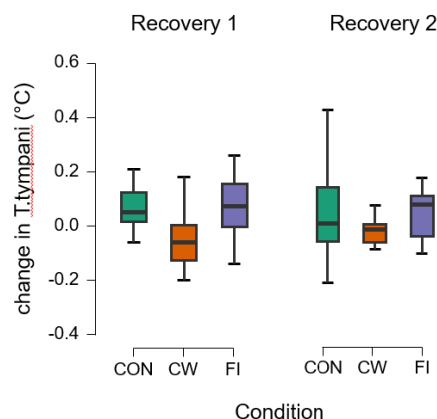 Recovery 1 Recovery 2
change in T.tympani (°C)
0.6
0.4
0.2
0.0
-0.2
-0.4
CON CW FI CON CW FI
Condition